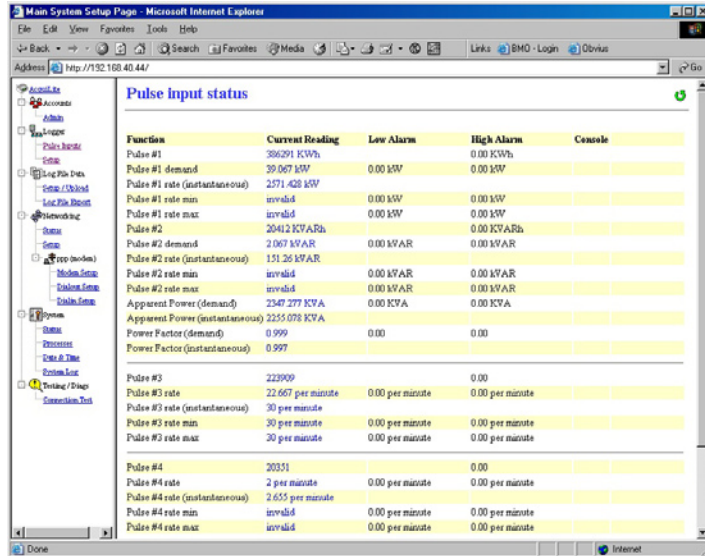 Main System Setup Page - Microsoft Internet Explorer
File Edit View Favorites Tools Help
Back Search Favorites Media Links BMO - Login Obvius
Address http://192.168.40.44/ Go
AcquiLite
Accounts
Admin
Logger
Pulse Inputs
Setup
Log File Data
Setup / Upload
Log File Export
Networking
Status
Setup
ppp (modem)
Modem Setup
Dialout Setup
Dialin Setup
System
Status
Processes
Date & Time
System Log
Testing / Diags
Connection Test
Pulse input status
Function Current Reading Low Alarm High Alarm Console
Pulse #1 386291 KWh 0.00 KWh
Pulse #1 demand 39.067 kW 0.00 kW 0.00 kW
Pulse #1 rate (instantaneous) 2571.428 kW
Pulse #1 rate min invalid 0.00 kW 0.00 kW
Pulse #1 rate max invalid 0.00 kW 0.00 kW
Pulse #2 20412 KVARh 0.00 KVARh
Pulse #2 demand 2.067 kVAR 0.00 kVAR 0.00 kVAR
Pulse #2 rate (instantaneous) 151.26 kVAR
Pulse #2 rate min invalid 0.00 kVAR 0.00 kVAR
Pulse #2 rate max invalid 0.00 kVAR 0.00 kVAR
Apparent Power (demand) 2347.277 KVA 0.00 KVA 0.00 KVA
Apparent Power (instantaneous) 2255.078 KVA
Power Factor (demand) 0.999 0.00 0.00
Power Factor (instantaneous) 0.997
Pulse #3 223909 0.00
Pulse #3 rate 22.667 per minute 0.00 per minute 0.00 per minute
Pulse #3 rate (instantaneous) 30 per minute
Pulse #3 rate min 30 per minute 0.00 per minute 0.00 per minute
Pulse #3 rate max 30 per minute 0.00 per minute 0.00 per minute
Pulse #4 20351 0.00
Pulse #4 rate 2 per minute 0.00 per minute 0.00 per minute
Pulse #4 rate (instantaneous) 2.655 per minute
Pulse #4 rate min invalid 0.00 per minute 0.00 per minute
Pulse #4 rate max invalid 0.00 per minute 0.00 per minute
Done Internet